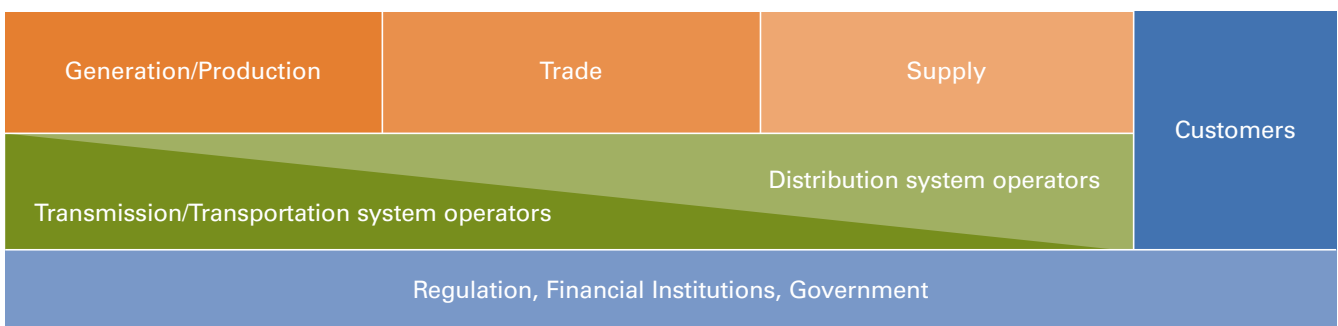 Generation/Production
Trade
Supply
Customers
Distribution system operators
Transmission/Transportation system operators
Regulation, Financial Institutions, Government